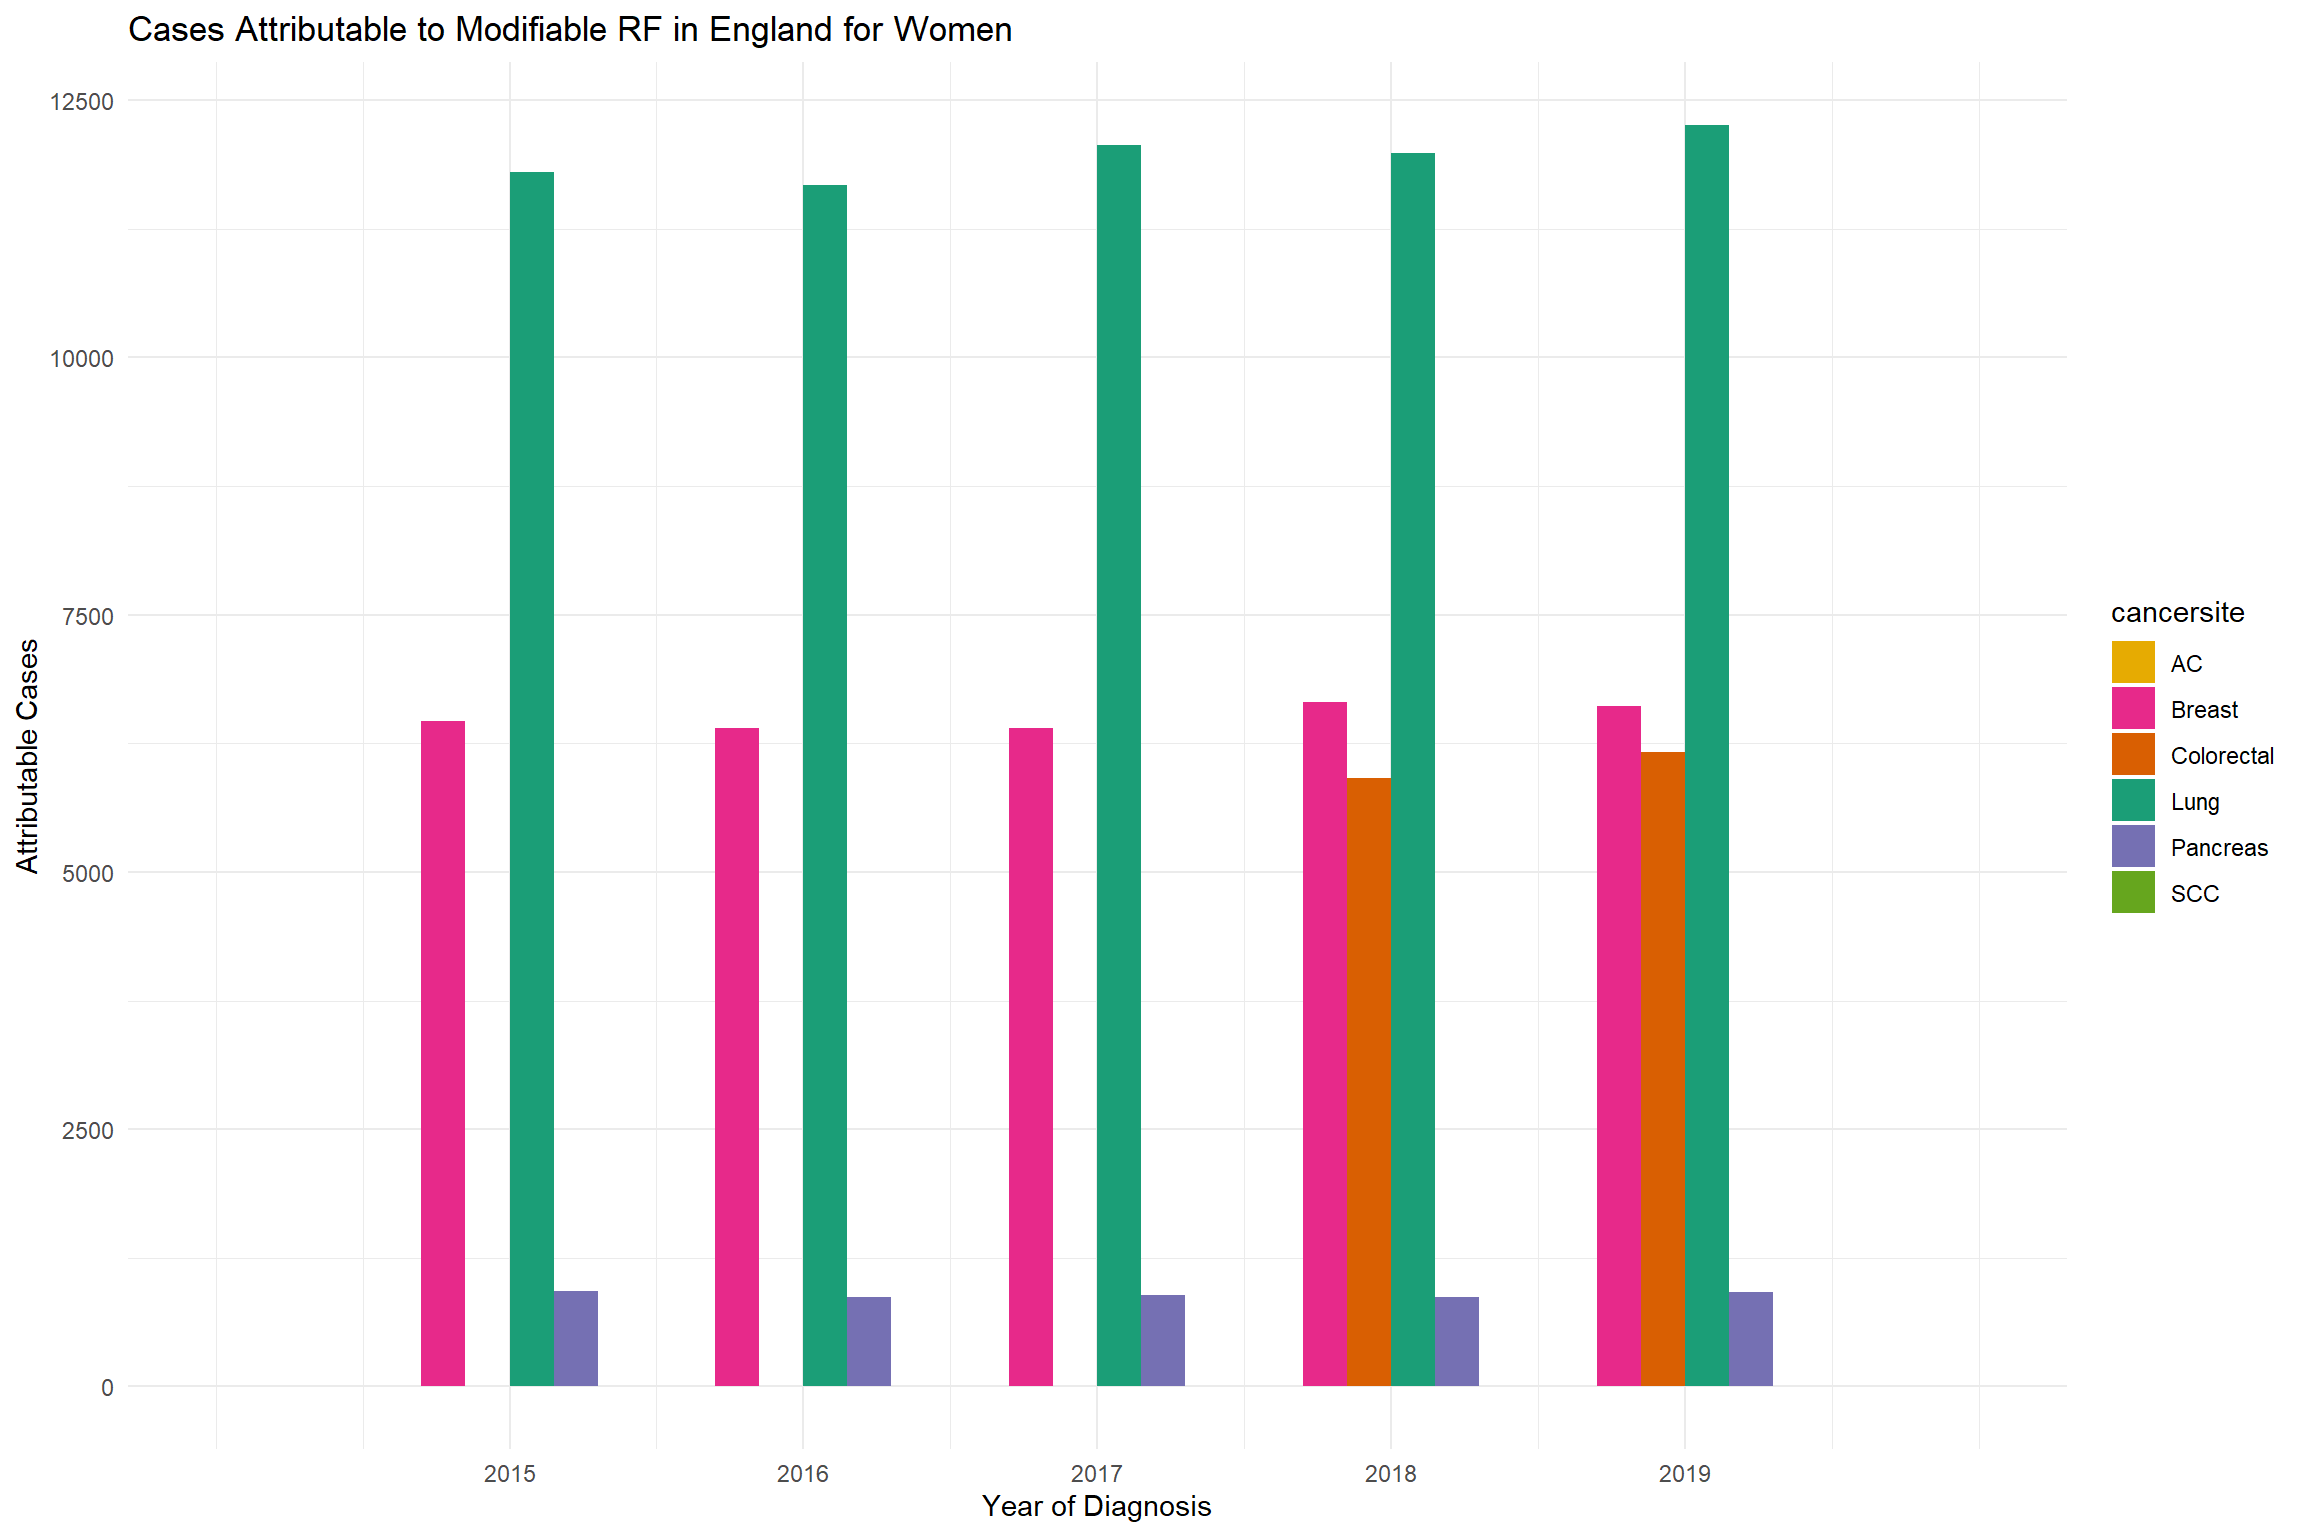 Cases Attributable to Modifiable RF in England for Women
12500
10000
7500
5000
2500
0
Attributable Cases
2015 2016 2017 2018 2019
Year of Diagnosis
cancersite
AC
Breast
Colorectal
Lung
Pancreas
SCC